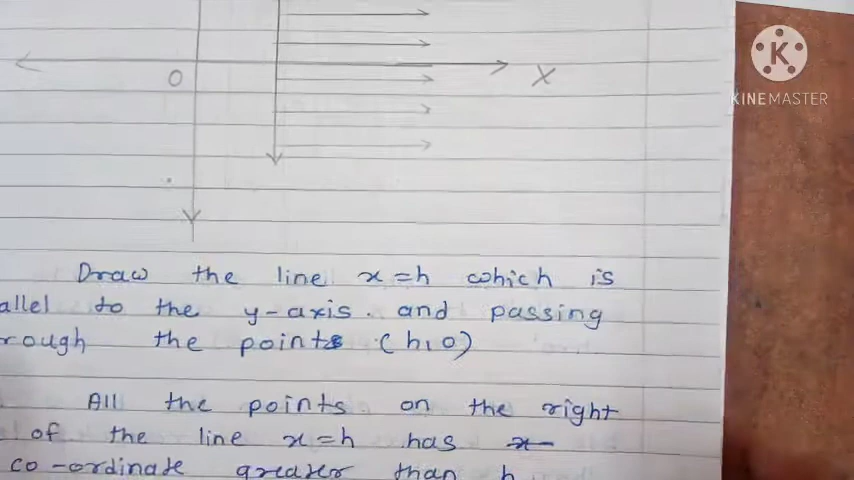 O
X
K
KINEMASTER
Draw the line x=h which is
allel to the y-axis. and passing
rough the points (h,0)
All the points on the right
of the line x=h has x-
co-ordinate greater than h